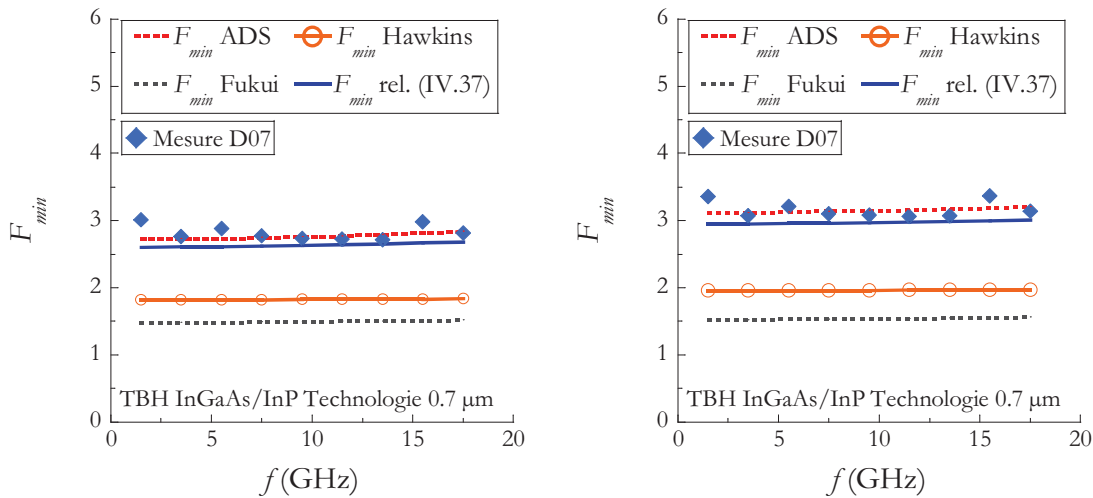 6
5
4
3
2
1
0
F_min
F_min ADS
F_min Hawkins
F_min Fukui
F_min rel. (IV.37)
Mesure D07
TBH InGaAs/InP Technologie 0.7 µm
0 5 10 15 20
f (GHz)
6
5
4
3
2
1
0
F_min
F_min ADS
F_min Hawkins
F_min Fukui
F_min rel. (IV.37)
Mesure D07
TBH InGaAs/InP Technologie 0.7 µm
0 5 10 15 20
f (GHz)